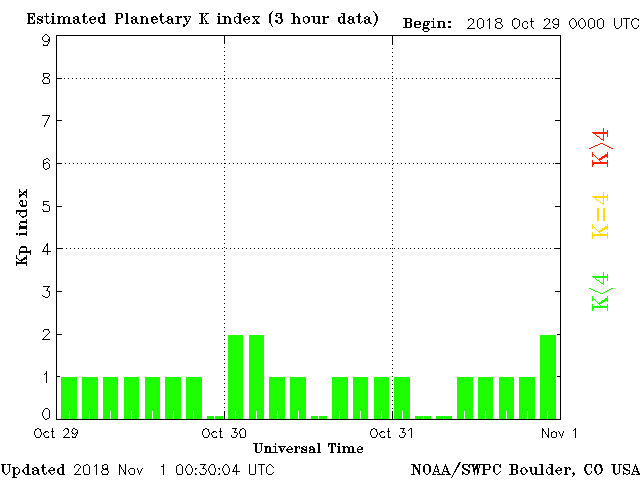 Estimated Planetary K index (3 hour data)
Begin: 2018 Oct 29 0000 UTC
9
8
7
6
5
4
3
2
1
0
Kp index
K>4
K=4
K<4
Oct 29
Oct 30
Oct 31
Nov 1
Universal Time
Updated 2018 Nov 1 00:30:04 UTC
NOAA/SWPC Boulder, CO USA